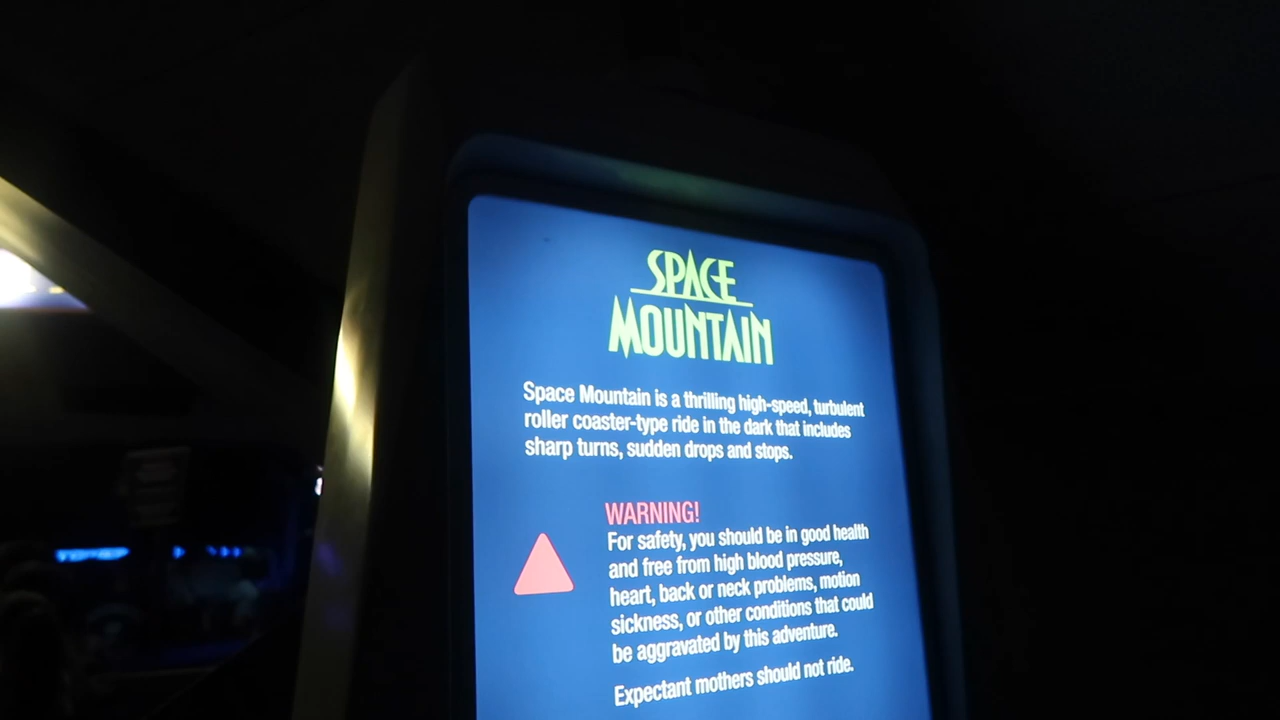 SPACE
MOUNTAIN
Space Mountain is a thrilling high-speed, turbulent
roller coaster-type ride in the dark that includes
sharp turns, sudden drops and stops.
WARNING!
For safety, you should be in good health
and free from high blood pressure,
heart, back or neck problems, motion
sickness, or other conditions that could
be aggravated by this adventure.
Expectant mothers should not ride.